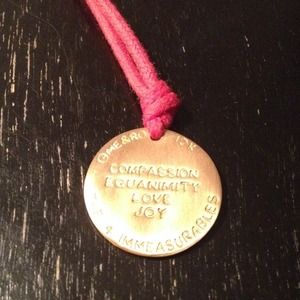 COMPASSION
EQUANIMITY
LOVE
JOY
4 IMMEASURABLES